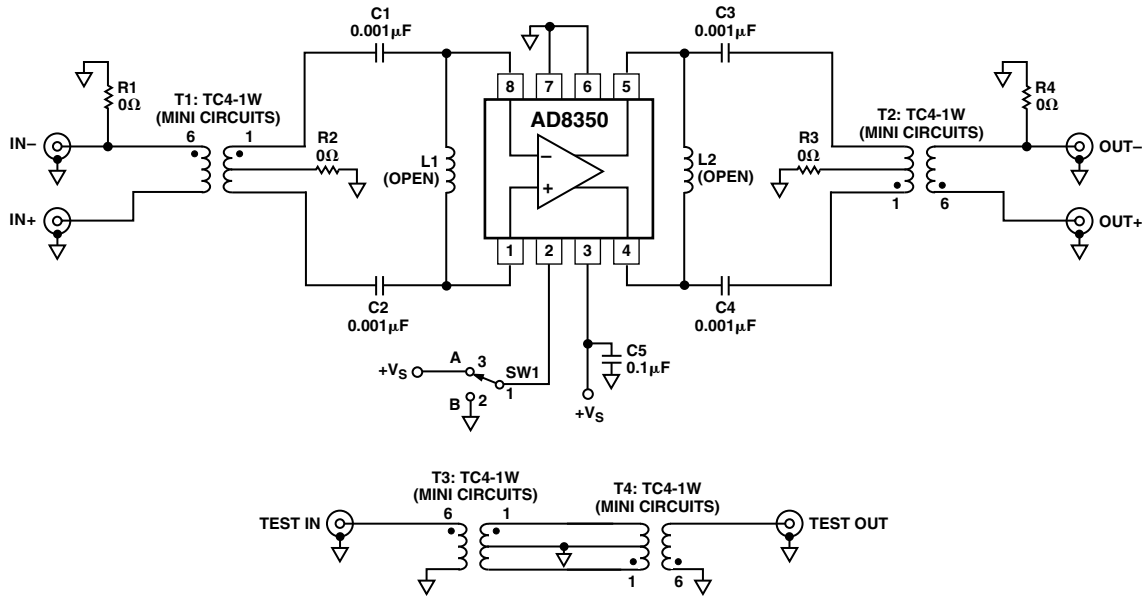 C1
0.001µF
C3
0.001µF
R1
0Ω
T1: TC4-1W
(MINI CIRCUITS)
6
1
IN–
IN+
R2
0Ω
L1
(OPEN)
8
7
6
5
AD8350
–
+
1
2
3
4
L2
(OPEN)
R3
0Ω
T2: TC4-1W
(MINI CIRCUITS)
1
6
R4
0Ω
OUT–
OUT+
C2
0.001µF
C4
0.001µF
C5
0.1µF
+VS
A
3
SW1
1
B
2
+VS
T3: TC4-1W
(MINI CIRCUITS)
6
1
T4: TC4-1W
(MINI CIRCUITS)
1
6
TEST IN
TEST OUT